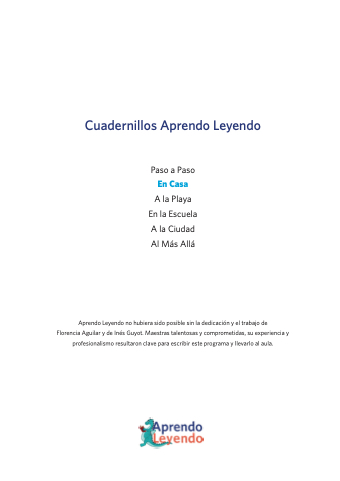 Cuadernillos Aprendo Leyendo
Paso a Paso
En Casa
A la Playa
En la Escuela
A la Ciudad
Al Más Allá
Aprendo Leyendo no hubiera sido posible sin la dedicación y el trabajo de
Florencia Aguilar y de Inés Guyot. Maestras talentosas y comprometidas, su experiencia y
profesionalismo resultaron clave para escribir este programa y llevarlo al aula.
Aprendo
Leyendo